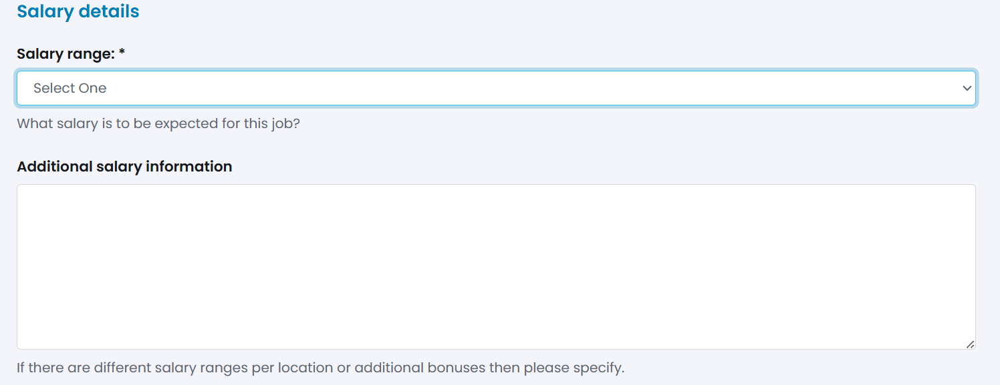 Salary details
Salary range: *
Select One
What salary is to be expected for this job?
Additional salary information
If there are different salary ranges per location or additional bonuses then please specify.